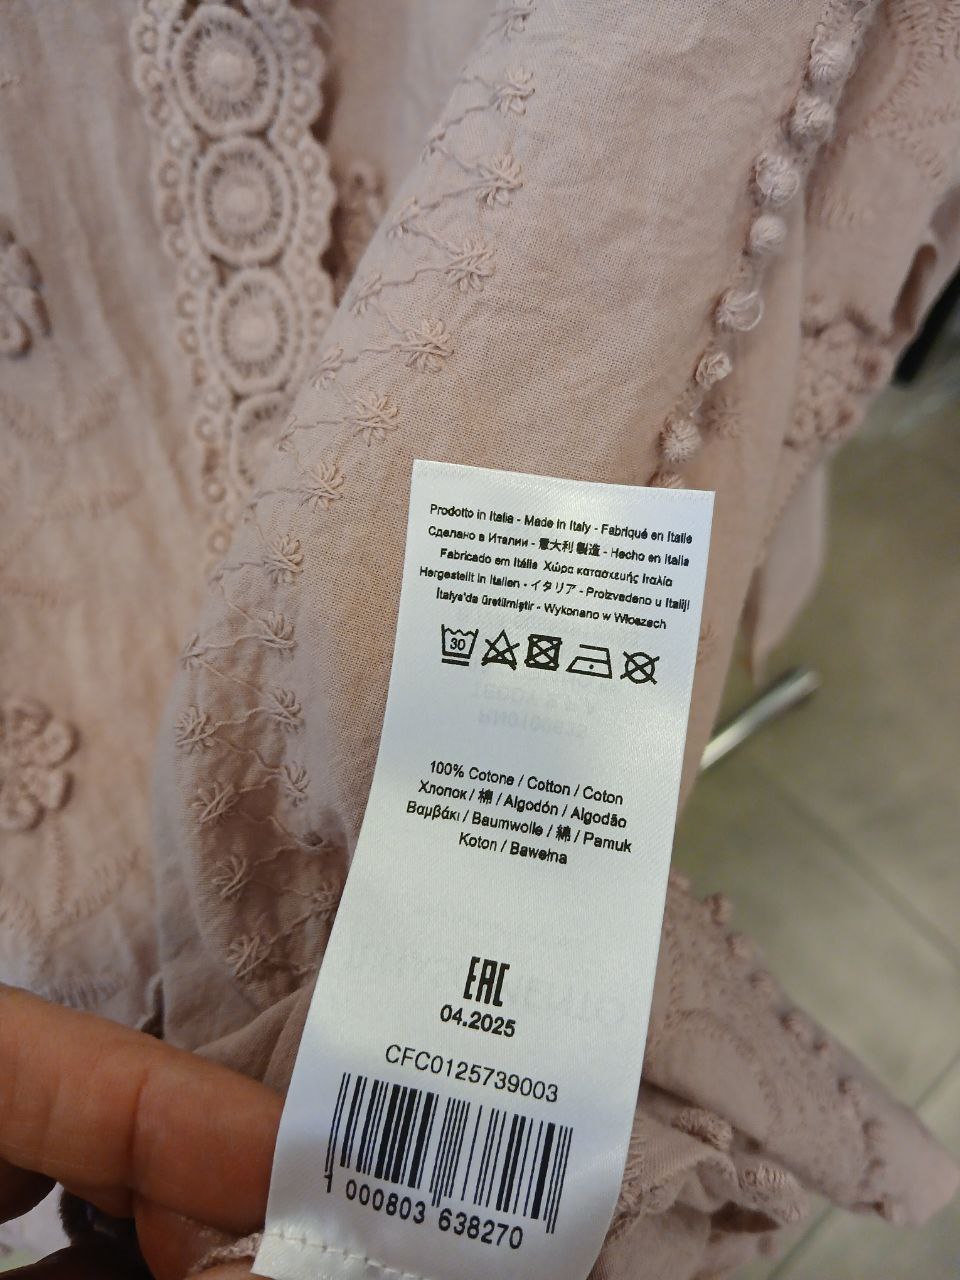 Prodotto in Italia - Made in Italy - Fabriqué en Italie
Сделано в Италии - 意大利 製造 - Hecho en Italia
Fabricado em Itália Χώρα κατασκευής Ιταλία
Hergestellt in Italien - イタリア - Proizvedeno u Italiji
İtalya'da üretilmiştir - Wykonano w Włoszech
30
100% Cotone / Cotton / Coton
Хлопок / 棉 / Algodón / Algodão
Βαμβάκι / Baumwolle / 綿 / Pamuk
Koton / Bawełna
EAC
04.2025
CFC0125739003
1 000803 638270